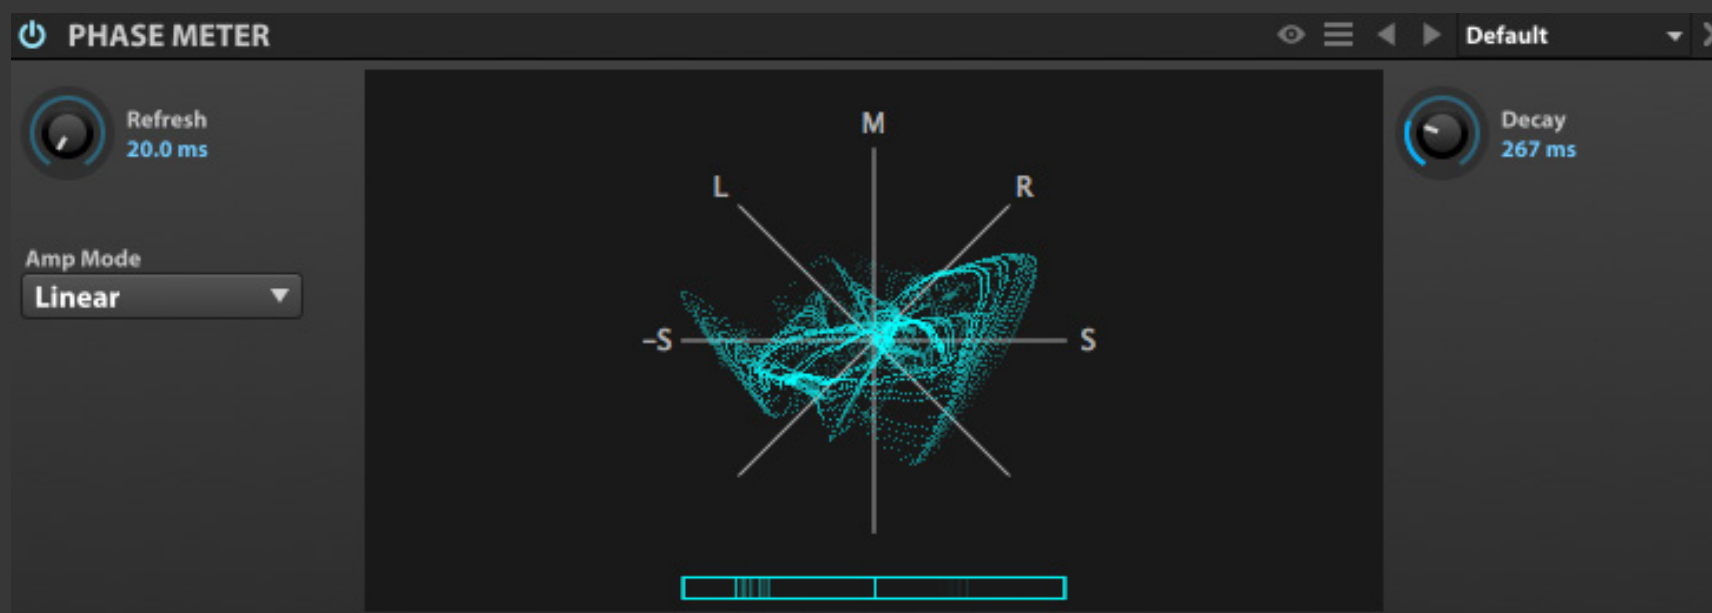 PHASE METER
Default
Refresh
20.0 ms
Amp Mode
Linear
M
L
R
–S
S
Decay
267 ms